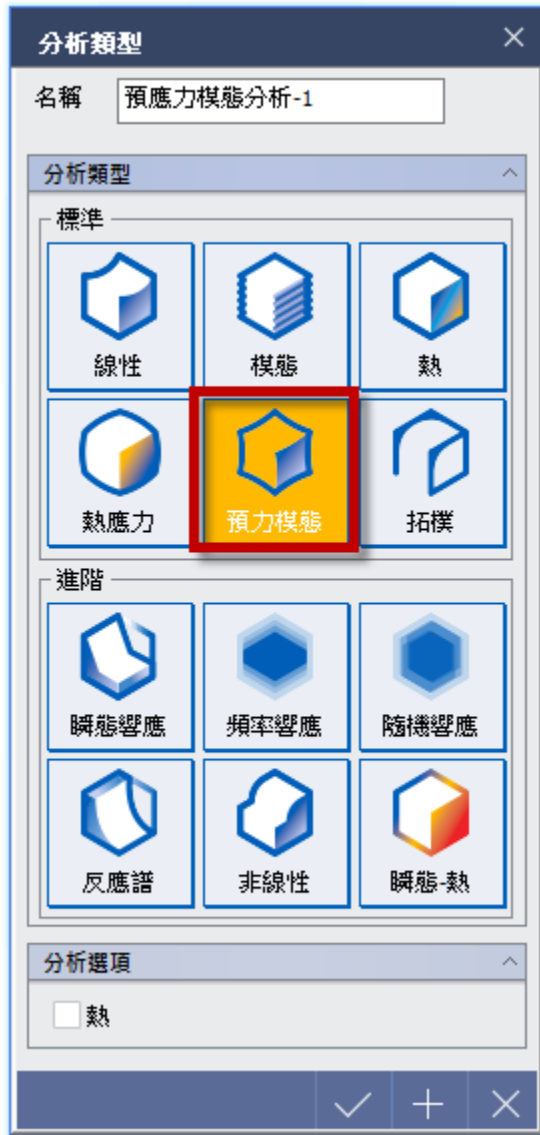 分析類型
名稱 預應力模態分析-1
分析類型
標準
線性 模態 熱
熱應力 預力模態 拓樸
進階
瞬態響應 頻率響應 隨機響應
反應譜 非線性 瞬態-熱
分析選項
熱